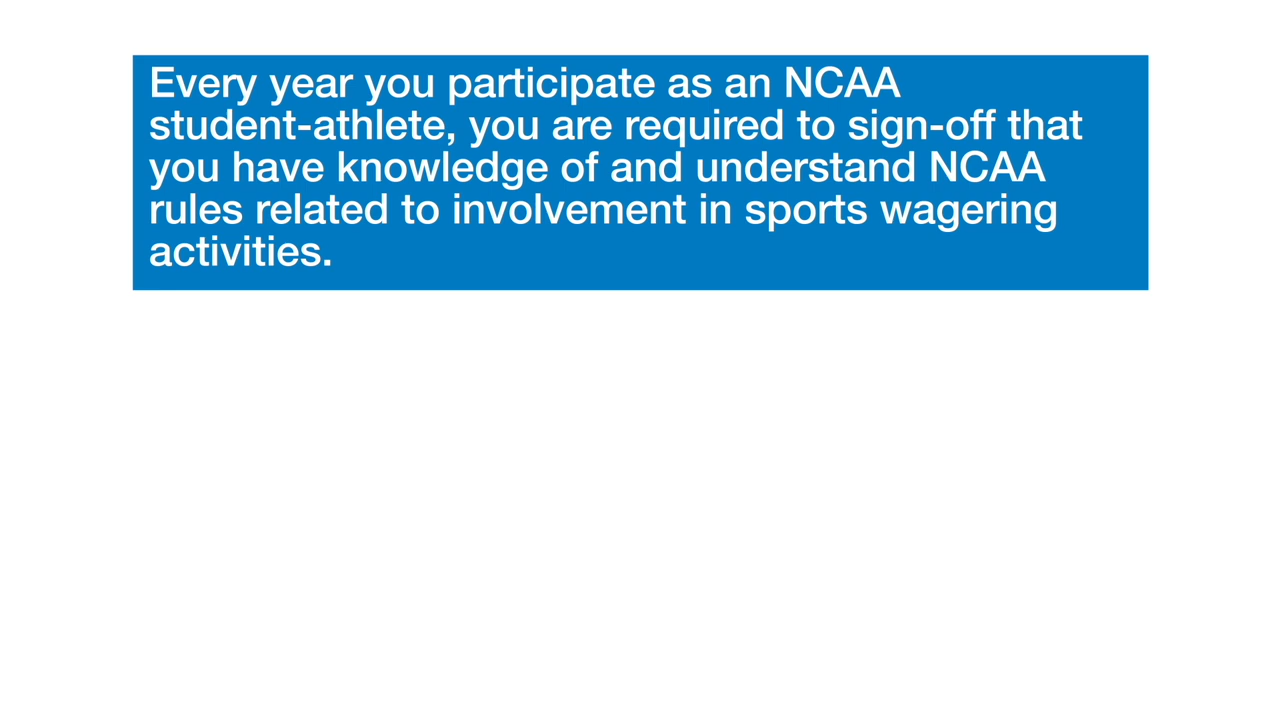 Every year you participate as an NCAA
student-athlete, you are required to sign-off that
you have knowledge of and understand NCAA
rules related to involvement in sports wagering
activities.